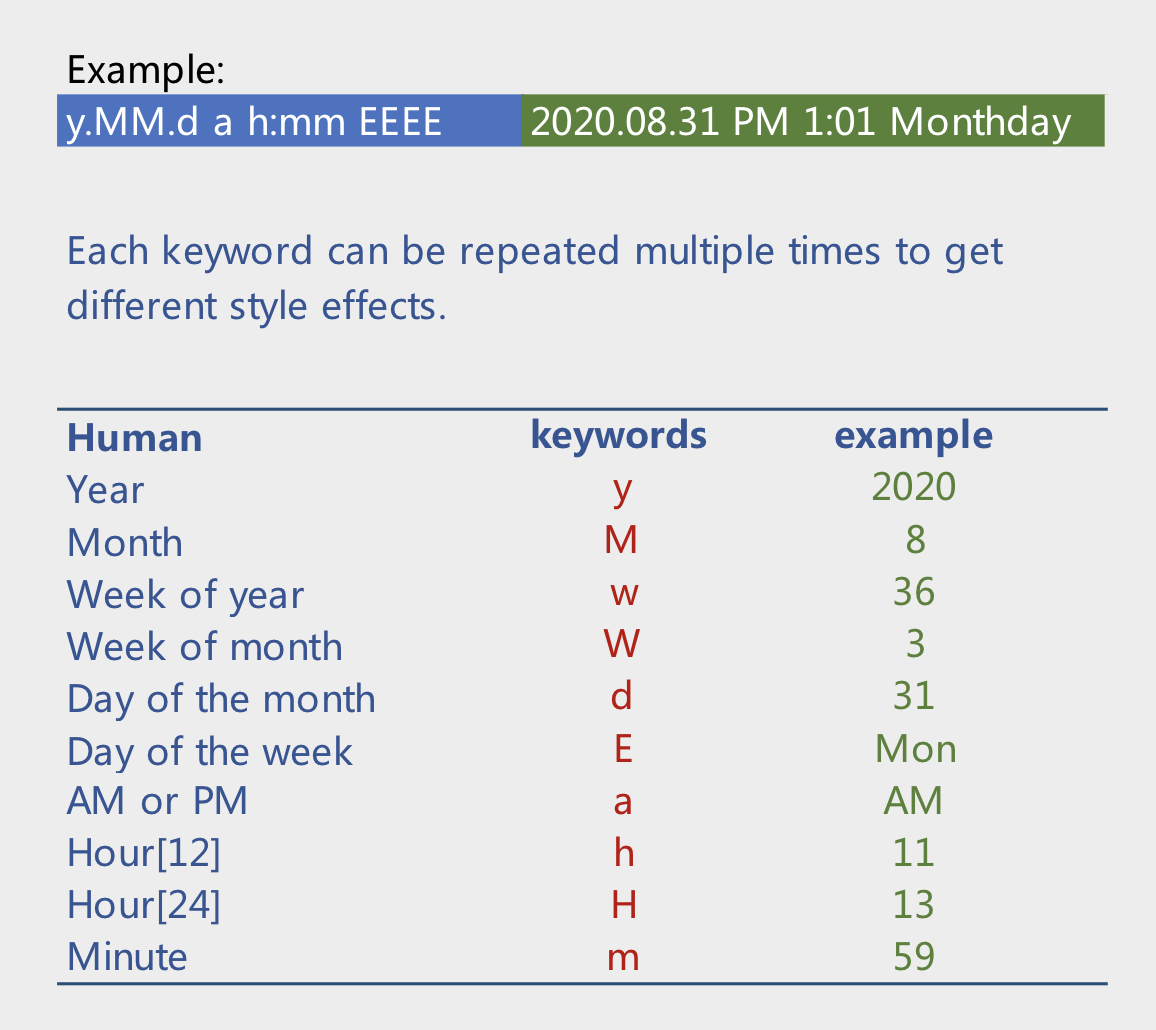 Example:
y.MM.d a h:mm EEEE 2020.08.31 PM 1:01 Monthday
Each keyword can be repeated multiple times to get
different style effects.
Human keywords example
Year y 2020
Month M 8
Week of year w 36
Week of month W 3
Day of the month d 31
Day of the week E Mon
AM or PM a AM
Hour[12] h 11
Hour[24] H 13
Minute m 59